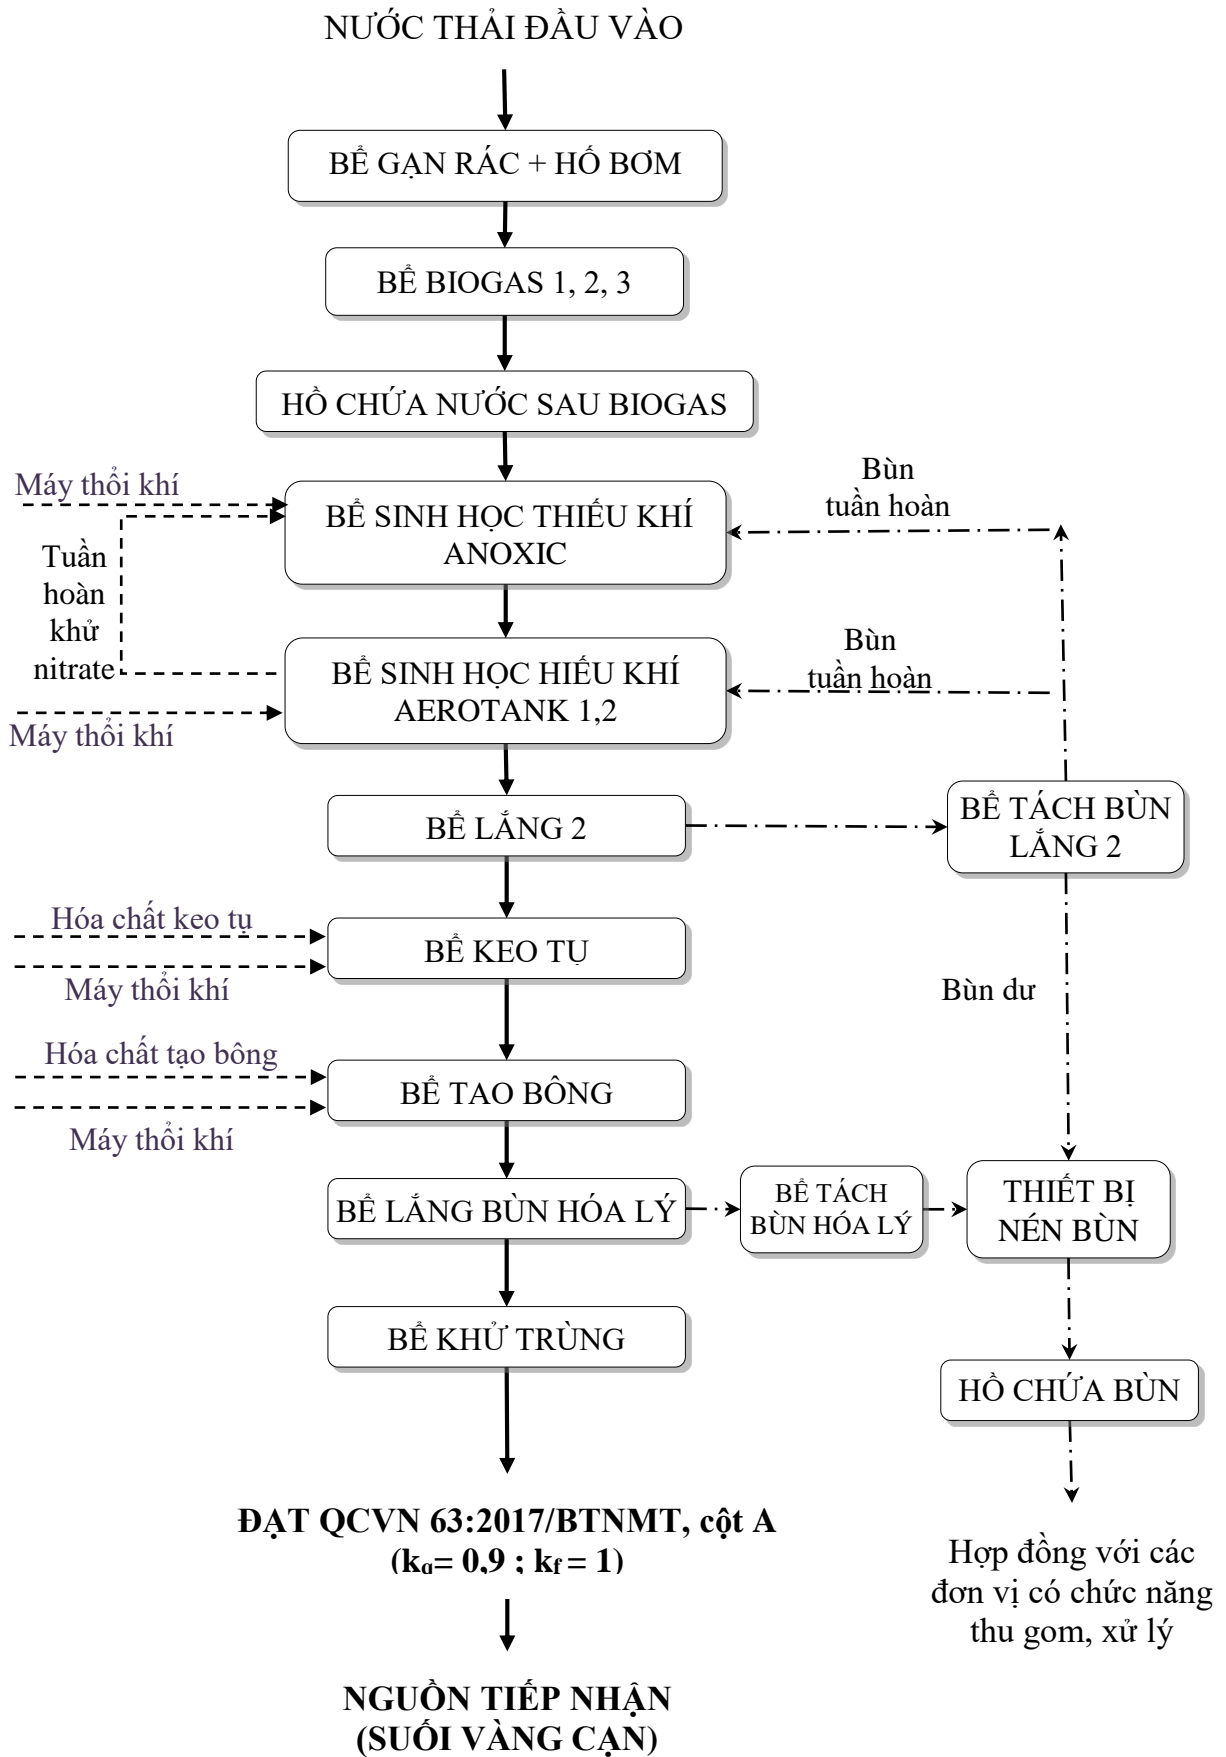 NƯỚC THẢI ĐẦU VÀO
BỂ GẠN RÁC + HỐ BƠM
BỂ BIOGAS 1, 2, 3
HỒ CHỨA NƯỚC SAU BIOGAS
Máy thổi khí
BỂ SINH HỌC THIẾU KHÍ
ANOXIC
Bùn
tuần hoàn
Tuần
hoàn
khử
nitrate
BỂ SINH HỌC HIẾU KHÍ
AEROTANK 1,2
Bùn
tuần hoàn
Máy thổi khí
BỂ LẮNG 2
BỂ TÁCH BÙN
LẮNG 2
Hóa chất keo tụ
BỂ KEO TỤ
Máy thổi khí
Bùn dư
Hóa chất tạo bông
BỂ TAO BÔNG
Máy thổi khí
BỂ LẮNG BÙN HÓA LÝ
BỂ TÁCH
BÙN HÓA LÝ
THIẾT BỊ
NÉN BÙN
BỂ KHỬ TRÙNG
HỒ CHỨA BÙN
ĐẠT QCVN 63:2017/BTNMT, cột A
(kq= 0,9 ; kf = 1)
Hợp đồng với các
đơn vị có chức năng
thu gom, xử lý
NGUỒN TIẾP NHẬN
(SUỐI VÀNG CẠN)